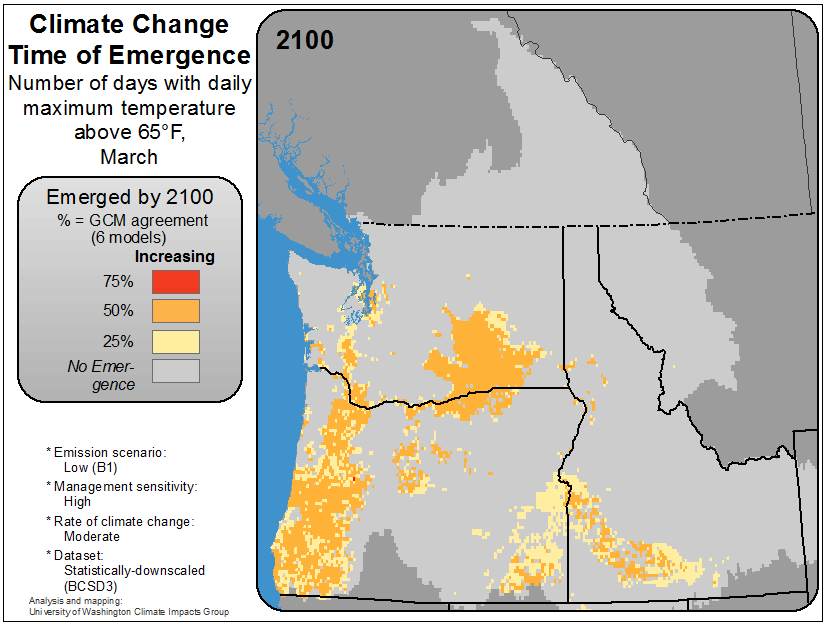 Climate Change
Time of Emergence
Number of days with daily
maximum temperature
above 65°F,
March
2100
Emerged by 2100
% = GCM agreement
(6 models)
Increasing
75%
50%
25%
No Emer-
gence
* Emission scenario:
Low (B1)
* Management sensitivity:
High
* Rate of climate change:
Moderate
* Dataset:
Statistically-downscaled
(BCSD3)
Analysis and mapping:
University of Washington Climate Impacts Group